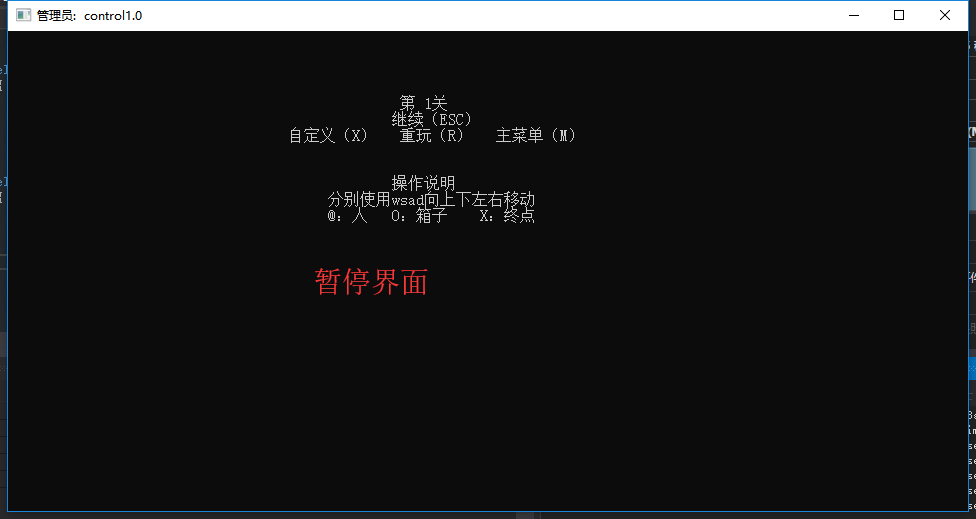 管理员: control1.0
第 1关
继续（ESC）
自定义（X） 重玩（R） 主菜单（M）
操作说明
分别使用wsad向上下左右移动
@: 人 O: 箱子 X: 终点
暂停界面